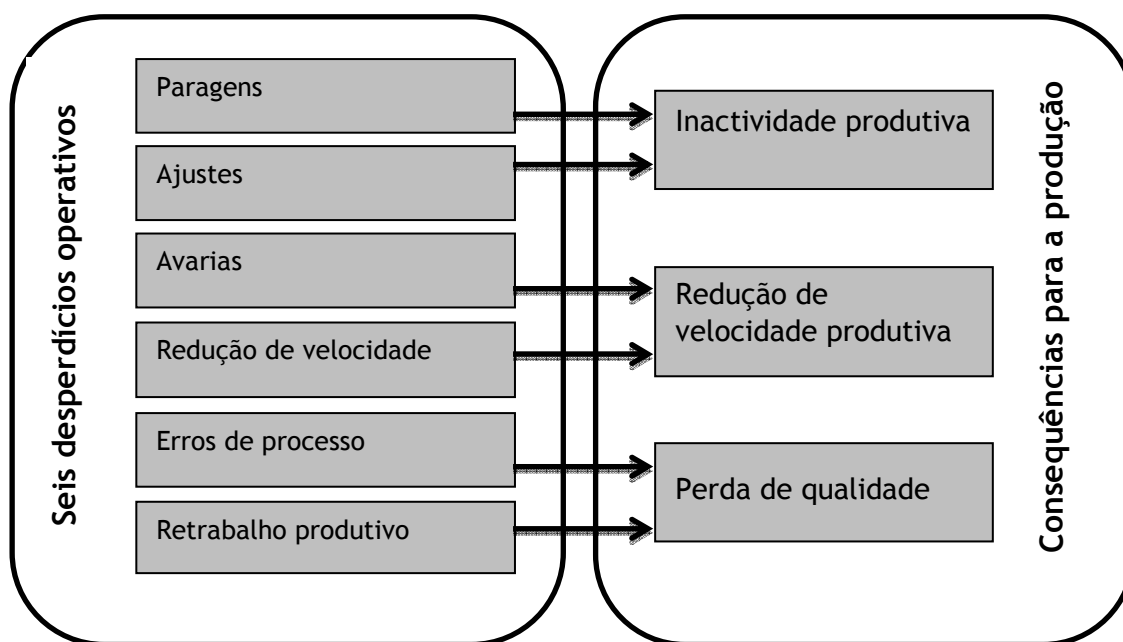 Seis desperdícios operativos
Paragens
Ajustes
Avarias
Redução de velocidade
Erros de processo
Retrabalho produtivo
Inactividade produtiva
Redução de
velocidade produtiva
Perda de qualidade
Consequências para a produção